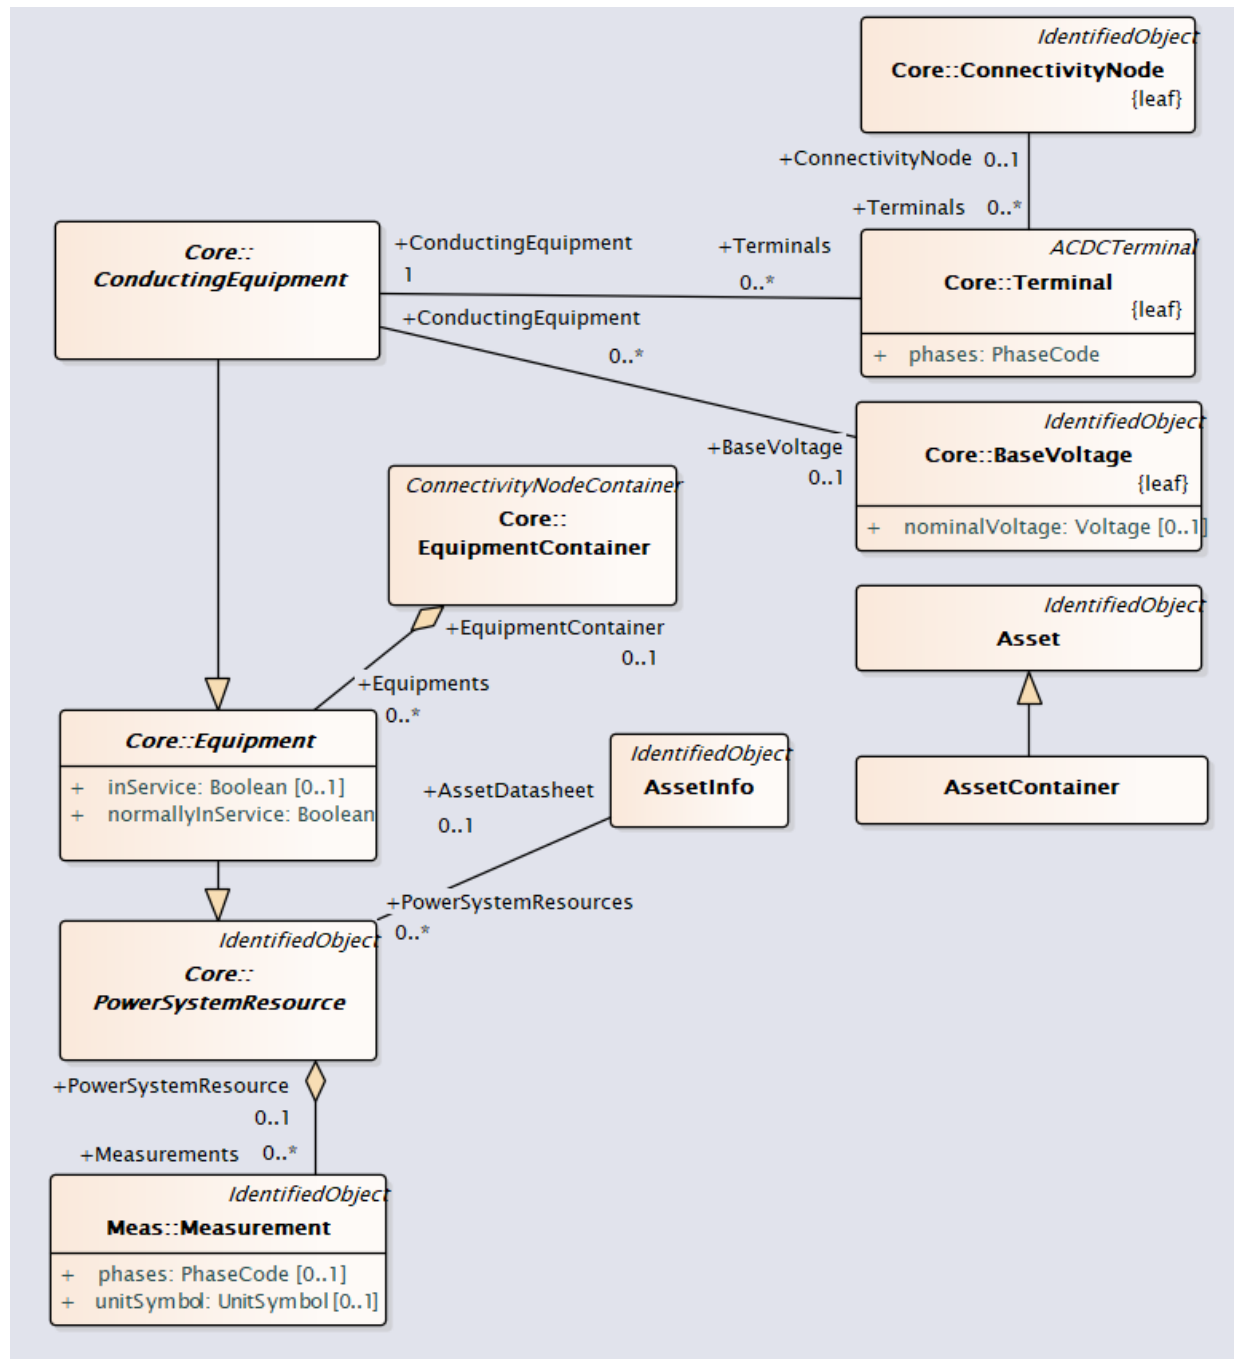 IdentifiedObject
Core::ConnectivityNode
{leaf}
+ConnectivityNode 0..1
+Terminals 0..*
Core::
ConductingEquipment
+ConductingEquipment
1
+Terminals
0..*
ACDCTerminal
Core::Terminal
{leaf}
+ phases: PhaseCode
+ConductingEquipment
0..*
+BaseVoltage
0..1
IdentifiedObject
Core::BaseVoltage
{leaf}
+ nominalVoltage: Voltage [0..1]
ConnectivityNodeContainer
Core::
EquipmentContainer
+EquipmentContainer
0..1
+Equipments
0..*
IdentifiedObject
Asset
AssetContainer
Core::Equipment
+ inService: Boolean [0..1]
+ normallyInService: Boolean
IdentifiedObject
AssetInfo
+AssetDatasheet
0..1
+PowerSystemResources
0..*
IdentifiedObject
Core::
PowerSystemResource
+PowerSystemResource
0..1
+Measurements 0..*
IdentifiedObject
Meas::Measurement
+ phases: PhaseCode [0..1]
+ unitSymbol: UnitSymbol [0..1]